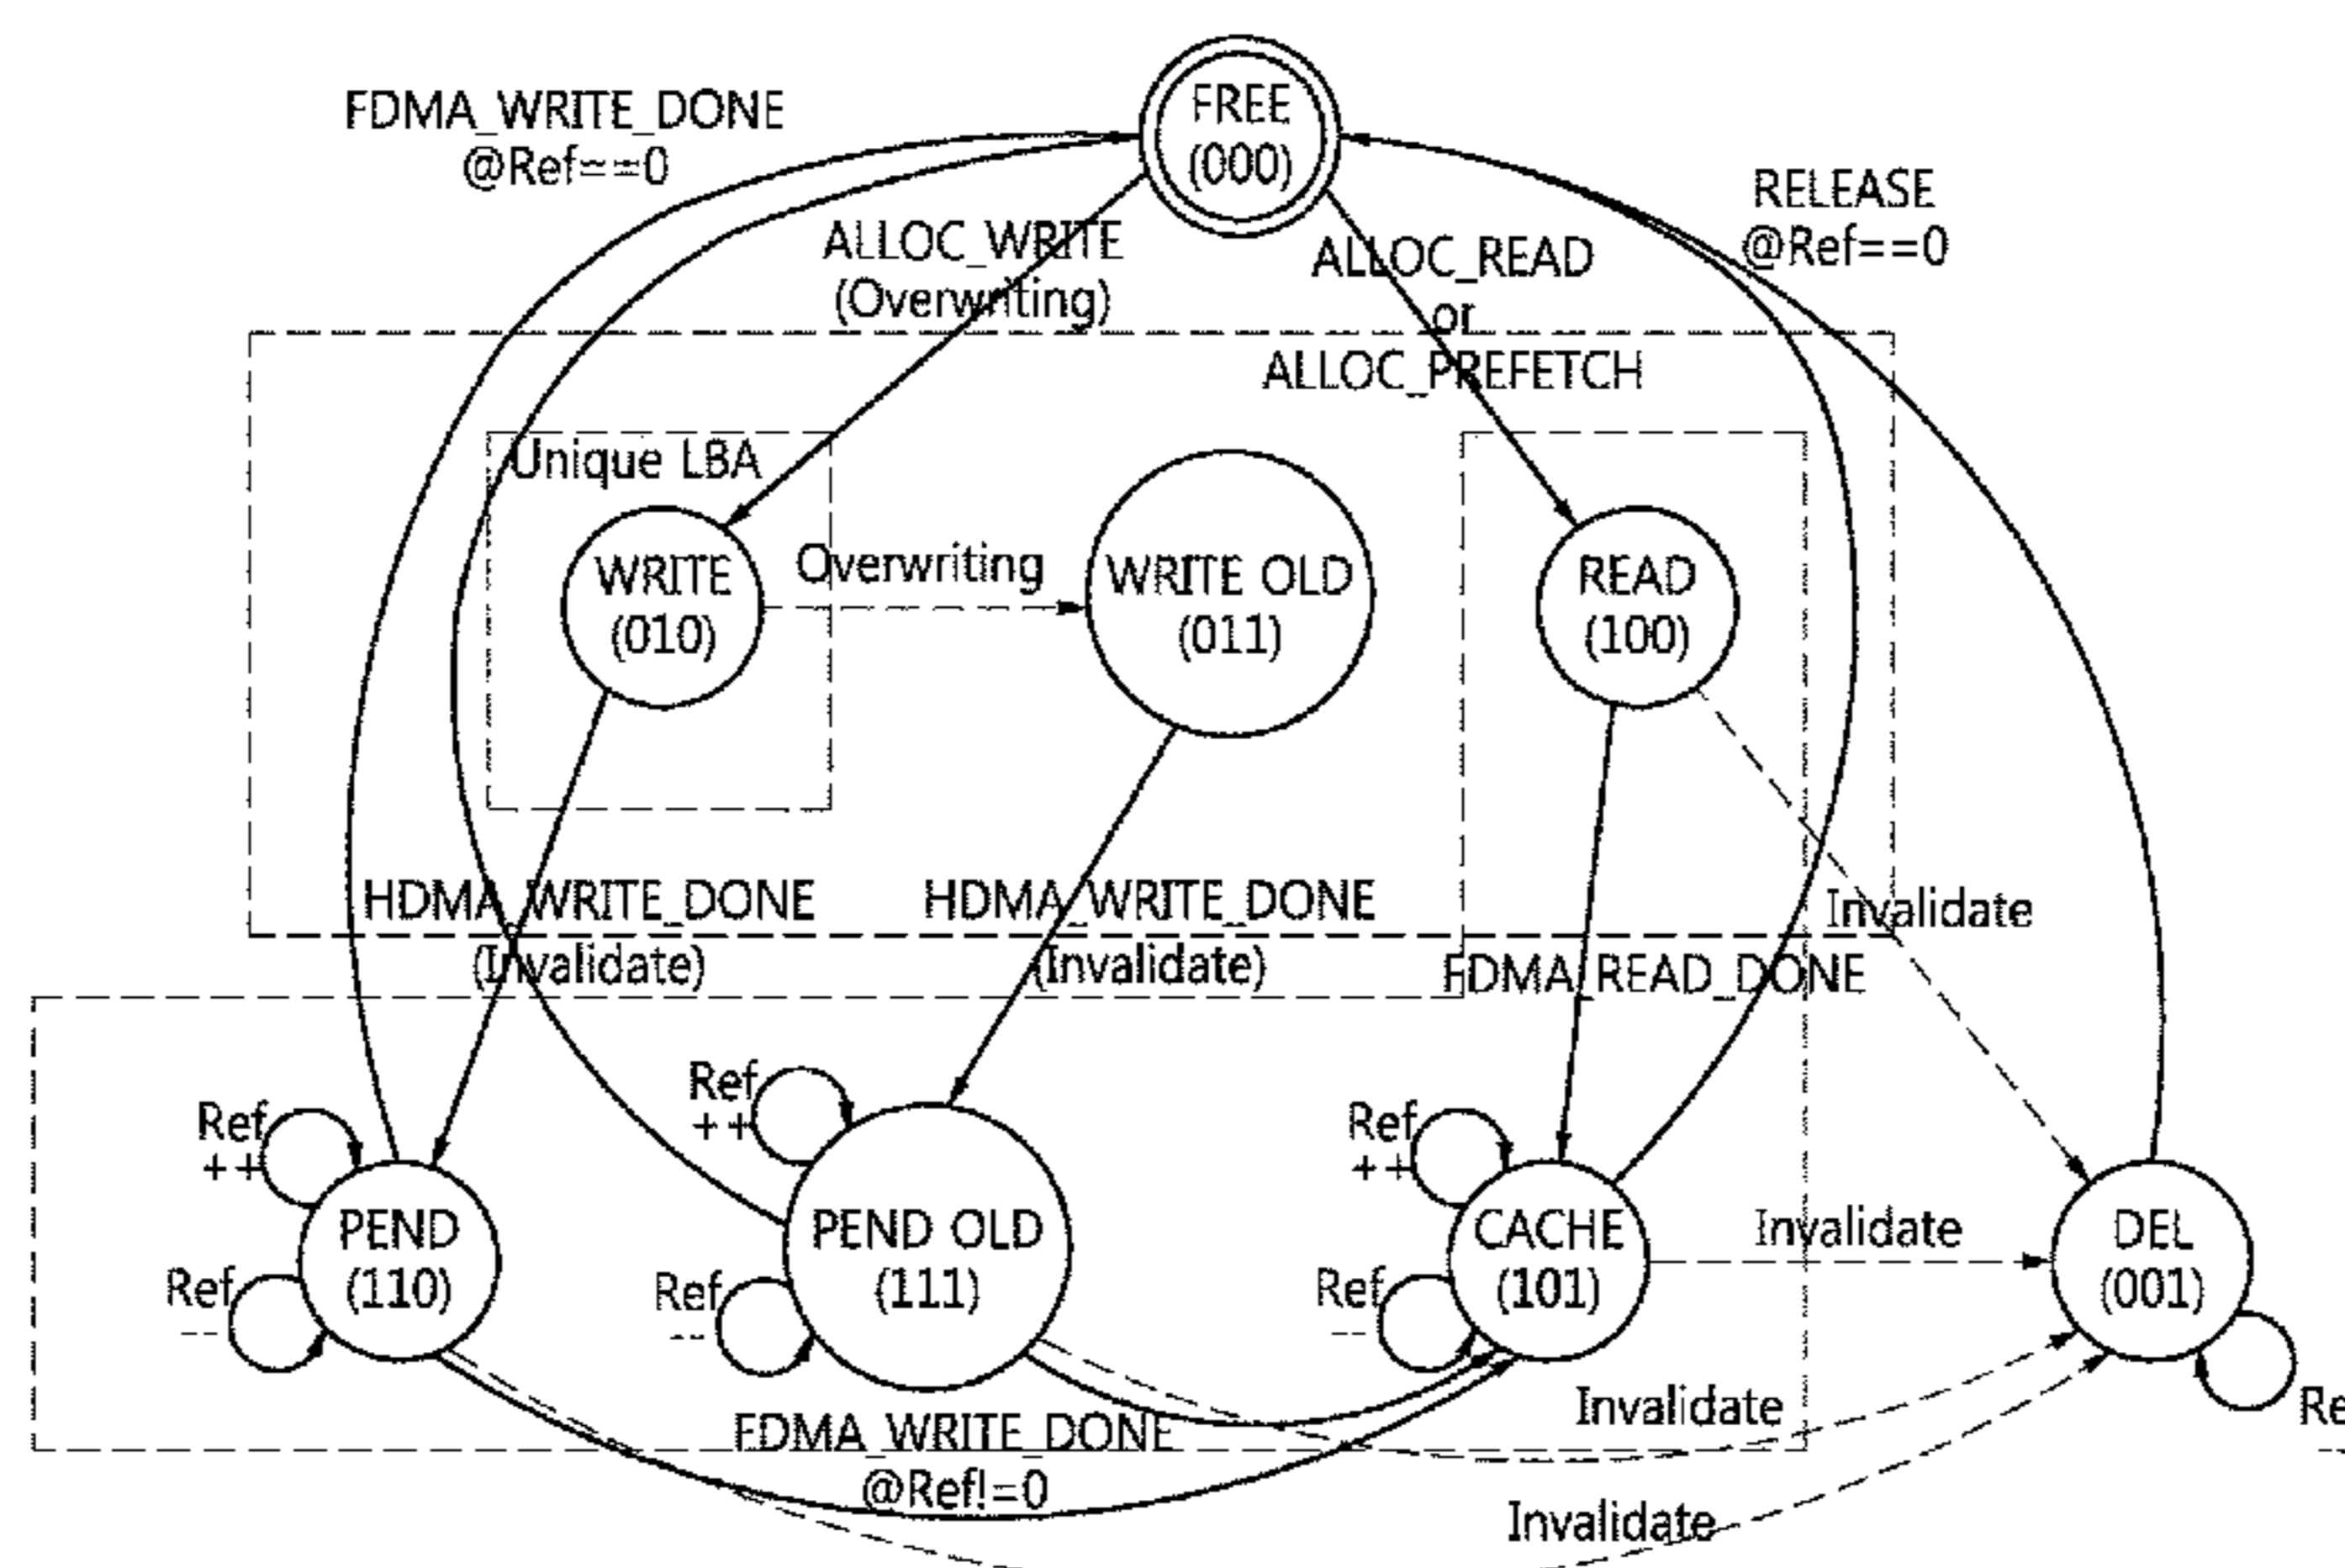 FREE
(000)
FDMA_WRITE_DONE
@Ref==0
RELEASE
@Ref==0
ALLOC_WRITE
(Overwriting)
ALLOC_READ
or
ALLOC_PREFETCH
Unique LBA
WRITE
(010)
Overwriting
WRITE OLD
(011)
READ
(100)
HDMA_WRITE_DONE
(Invalidate)
HDMA_WRITE_DONE
(Invalidate)
FDMA_READ_DONE
Invalidate
Ref
++
Ref
++
Ref
++
PEND
(110)
PEND OLD
(111)
CACHE
(101)
Invalidate
DEL
(001)
Ref
--
Ref
--
Ref
--
Invalidate
FDMA_WRITE_DONE
@Ref!=0
Invalidate